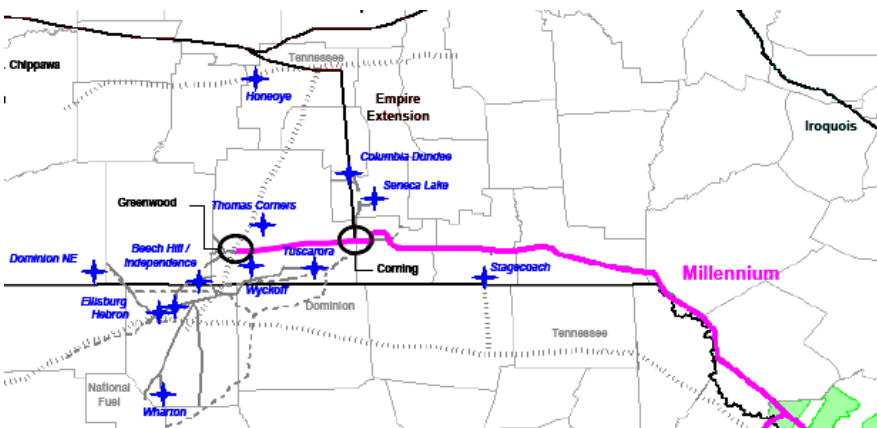 Tennessee
Chippawa
Honeoye
Empire
Extension
Iroquois
Columbia Dundee
Seneca Lake
Greenwood
Thomas Corners
Beech Hill /
Independence
Tuscarora
Dominion NE
Corning
Stagecoach
Millennium
Wyckoff
Ellisburg
Hebron
Dominion
Tennessee
National
Fuel
Wharton